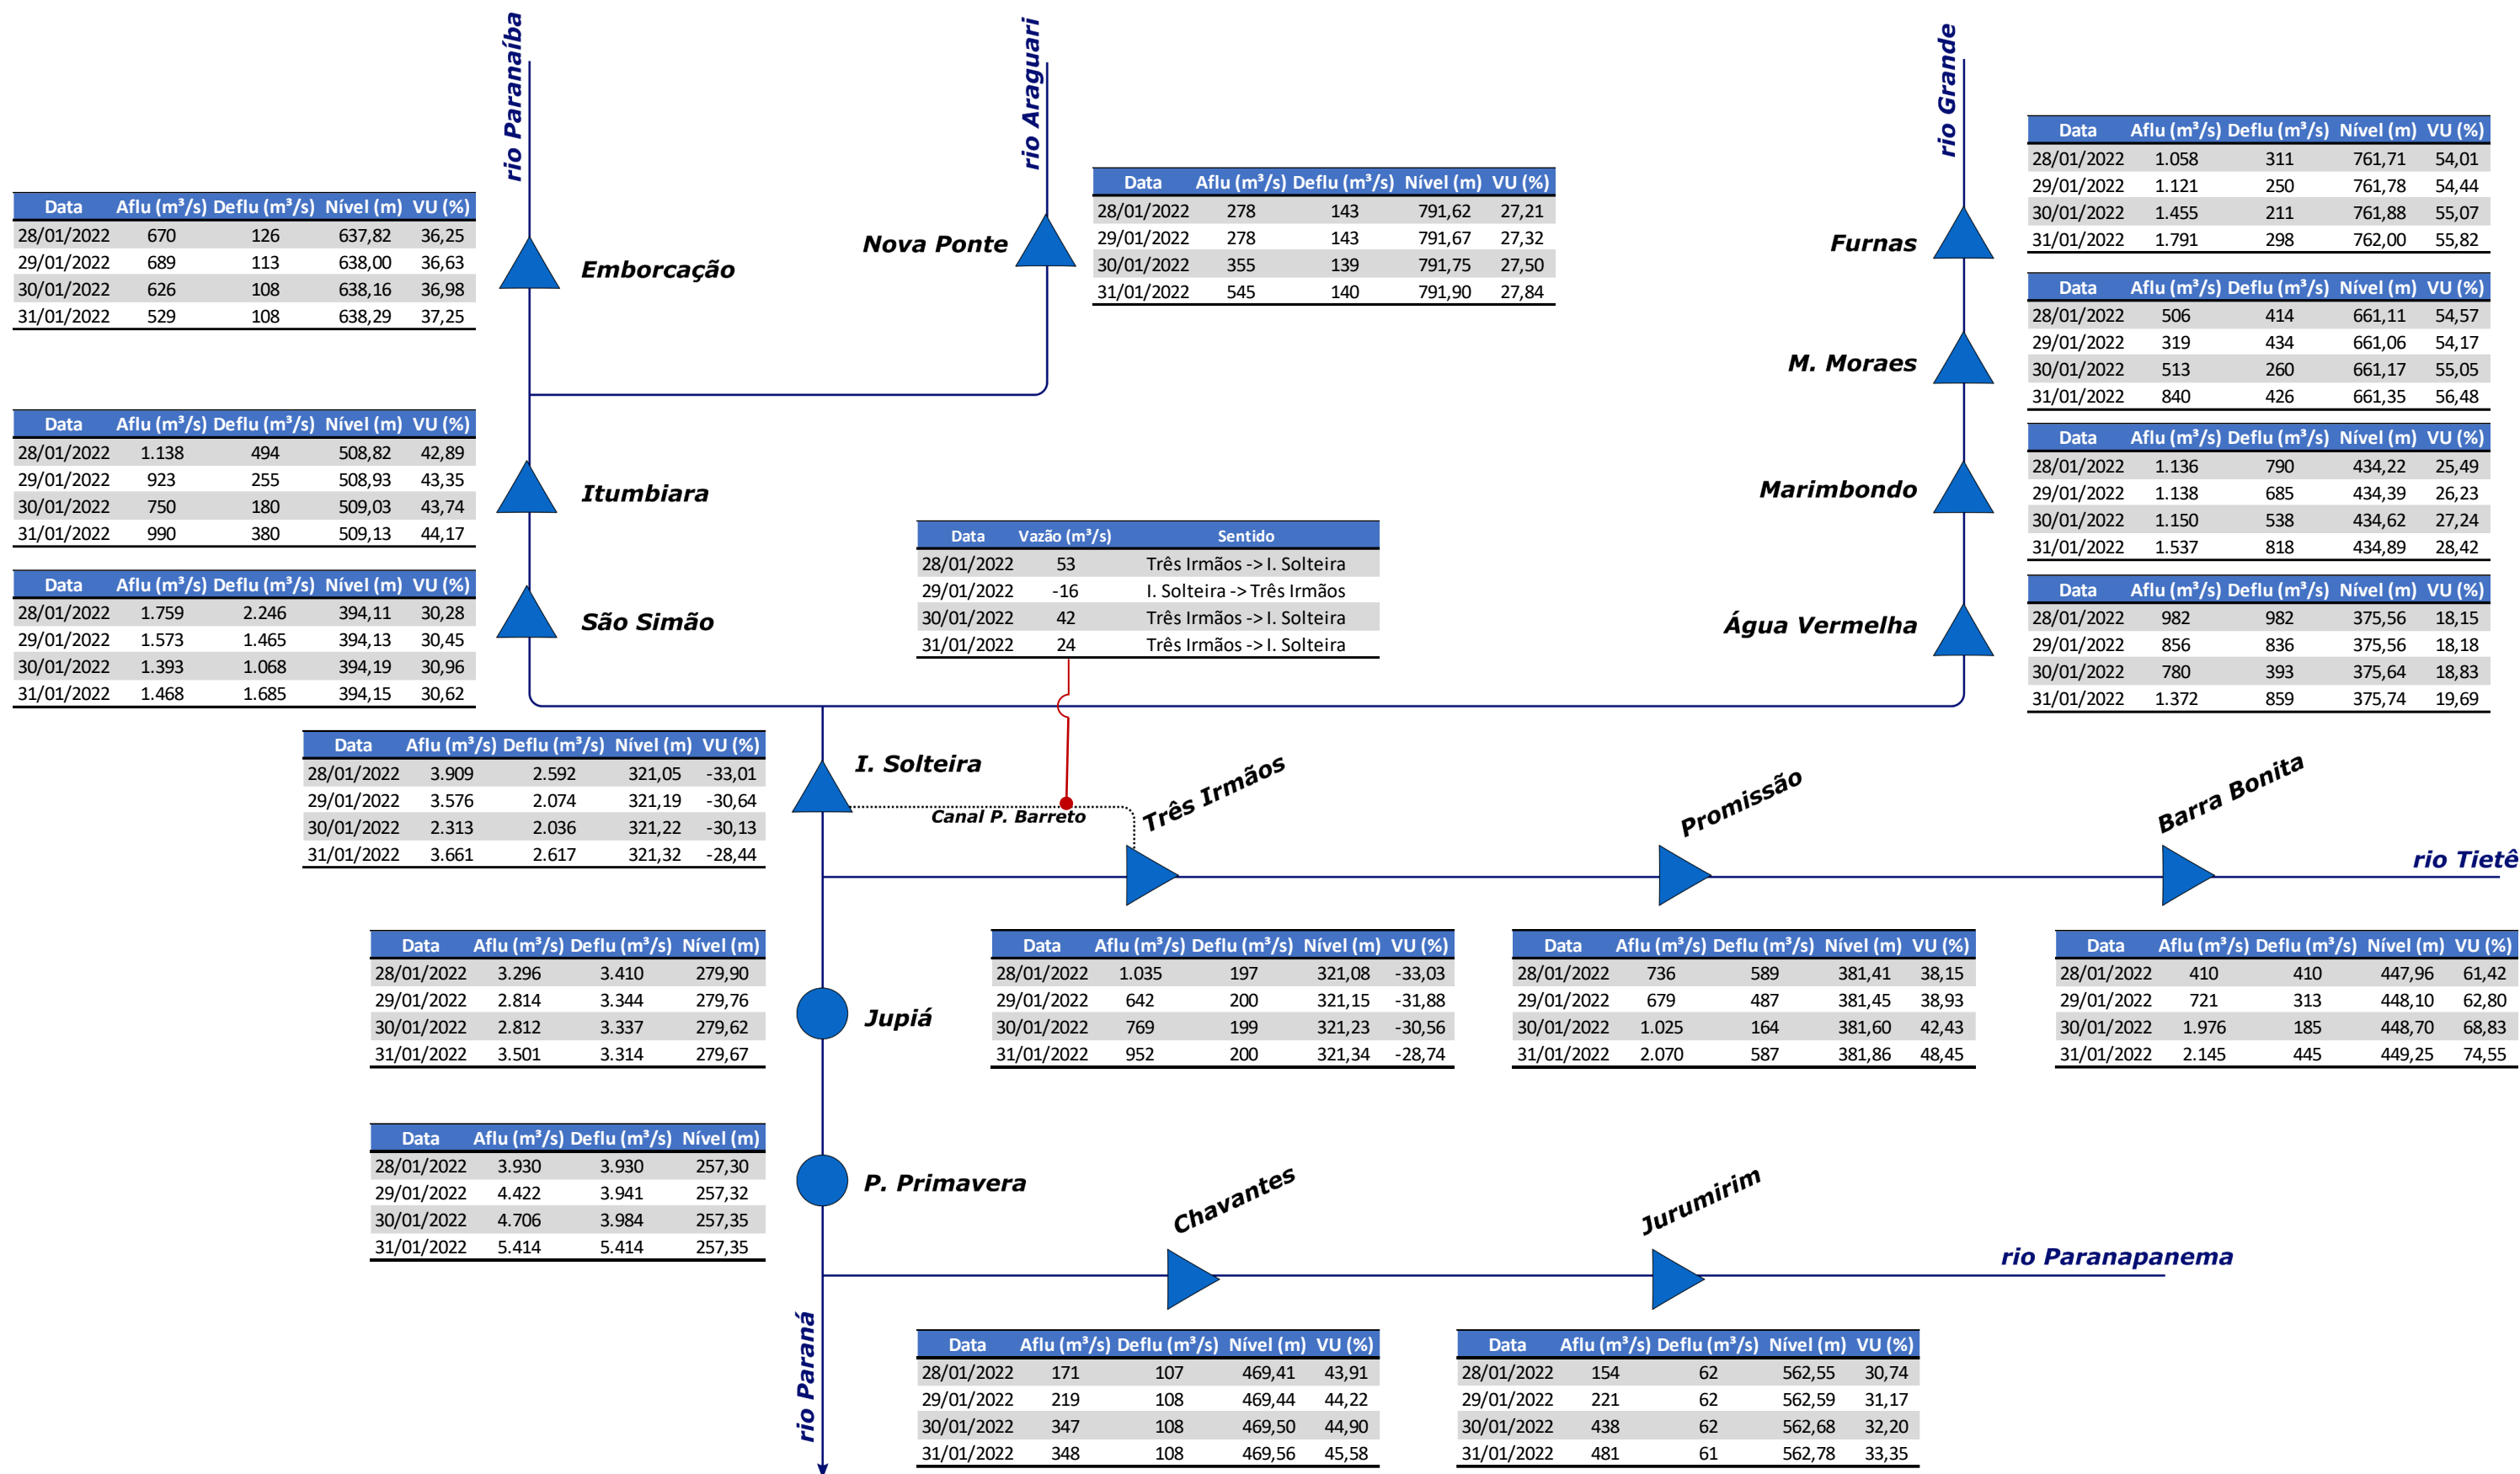 rio Paranaíba
rio Araguari
rio Grande
Data Aflu (m³/s) Deflu (m³/s) Nível (m) VU (%)
28/01/2022 1.058 311 761,71 54,01
29/01/2022 1.121 250 761,78 54,44
30/01/2022 1.455 211 761,88 55,07
31/01/2022 1.791 298 762,00 55,82
Furnas
Data Aflu (m³/s) Deflu (m³/s) Nível (m) VU (%)
28/01/2022 278 143 791,62 27,21
29/01/2022 278 143 791,67 27,32
30/01/2022 355 139 791,75 27,50
31/01/2022 545 140 791,90 27,84
Nova Ponte
Data Aflu (m³/s) Deflu (m³/s) Nível (m) VU (%)
28/01/2022 670 126 637,82 36,25
29/01/2022 689 113 638,00 36,63
30/01/2022 626 108 638,16 36,98
31/01/2022 529 108 638,29 37,25
Emborcação
Data Aflu (m³/s) Deflu (m³/s) Nível (m) VU (%)
28/01/2022 506 414 661,11 54,57
29/01/2022 319 434 661,06 54,17
30/01/2022 513 260 661,17 55,05
31/01/2022 840 426 661,35 56,48
M. Moraes
Data Aflu (m³/s) Deflu (m³/s) Nível (m) VU (%)
28/01/2022 1.138 494 508,82 42,89
29/01/2022 923 255 508,93 43,35
30/01/2022 750 180 509,03 43,74
31/01/2022 990 380 509,13 44,17
Itumbiara
Data Aflu (m³/s) Deflu (m³/s) Nível (m) VU (%)
28/01/2022 1.136 790 434,22 25,49
29/01/2022 1.138 685 434,39 26,23
30/01/2022 1.150 538 434,62 27,24
31/01/2022 1.537 818 434,89 28,42
Marimbondo
Data Vazão (m³/s) Sentido
28/01/2022 53 Três Irmãos -> I. Solteira
29/01/2022 -16 I. Solteira -> Três Irmãos
30/01/2022 42 Três Irmãos -> I. Solteira
31/01/2022 24 Três Irmãos -> I. Solteira
Data Aflu (m³/s) Deflu (m³/s) Nível (m) VU (%)
28/01/2022 1.759 2.246 394,11 30,28
29/01/2022 1.573 1.465 394,13 30,45
30/01/2022 1.393 1.068 394,19 30,96
31/01/2022 1.468 1.685 394,15 30,62
São Simão
Data Aflu (m³/s) Deflu (m³/s) Nível (m) VU (%)
28/01/2022 982 982 375,56 18,15
29/01/2022 856 836 375,56 18,18
30/01/2022 780 393 375,64 18,83
31/01/2022 1.372 859 375,74 19,69
Água Vermelha
Data Aflu (m³/s) Deflu (m³/s) Nível (m) VU (%)
28/01/2022 3.909 2.592 321,05 -33,01
29/01/2022 3.576 2.074 321,19 -30,64
30/01/2022 2.313 2.036 321,22 -30,13
31/01/2022 3.661 2.617 321,32 -28,44
I. Solteira
Canal P. Barreto
Três Irmãos
Promissão
Barra Bonita
rio Tietê
Data Aflu (m³/s) Deflu (m³/s) Nível (m)
28/01/2022 3.296 3.410 279,90
29/01/2022 2.814 3.344 279,76
30/01/2022 2.812 3.337 279,62
31/01/2022 3.501 3.314 279,67
Jupiá
Data Aflu (m³/s) Deflu (m³/s) Nível (m) VU (%)
28/01/2022 1.035 197 321,08 -33,03
29/01/2022 642 200 321,15 -31,88
30/01/2022 769 199 321,23 -30,56
31/01/2022 952 200 321,34 -28,74
Data Aflu (m³/s) Deflu (m³/s) Nível (m) VU (%)
28/01/2022 736 589 381,41 38,15
29/01/2022 679 487 381,45 38,93
30/01/2022 1.025 164 381,60 42,43
31/01/2022 2.070 587 381,86 48,45
Data Aflu (m³/s) Deflu (m³/s) Nível (m) VU (%)
28/01/2022 410 410 447,96 61,42
29/01/2022 721 313 448,10 62,80
30/01/2022 1.976 185 448,70 68,83
31/01/2022 2.145 445 449,25 74,55
Data Aflu (m³/s) Deflu (m³/s) Nível (m)
28/01/2022 3.930 3.930 257,30
29/01/2022 4.422 3.941 257,32
30/01/2022 4.706 3.984 257,35
31/01/2022 5.414 5.414 257,35
P. Primavera
Chavantes
Jurumirim
rio Paranapanema
rio Paraná
Data Aflu (m³/s) Deflu (m³/s) Nível (m) VU (%)
28/01/2022 171 107 469,41 43,91
29/01/2022 219 108 469,44 44,22
30/01/2022 347 108 469,50 44,90
31/01/2022 348 108 469,56 45,58
Data Aflu (m³/s) Deflu (m³/s) Nível (m) VU (%)
28/01/2022 154 62 562,55 30,74
29/01/2022 221 62 562,59 31,17
30/01/2022 438 62 562,68 32,20
31/01/2022 481 61 562,78 33,35